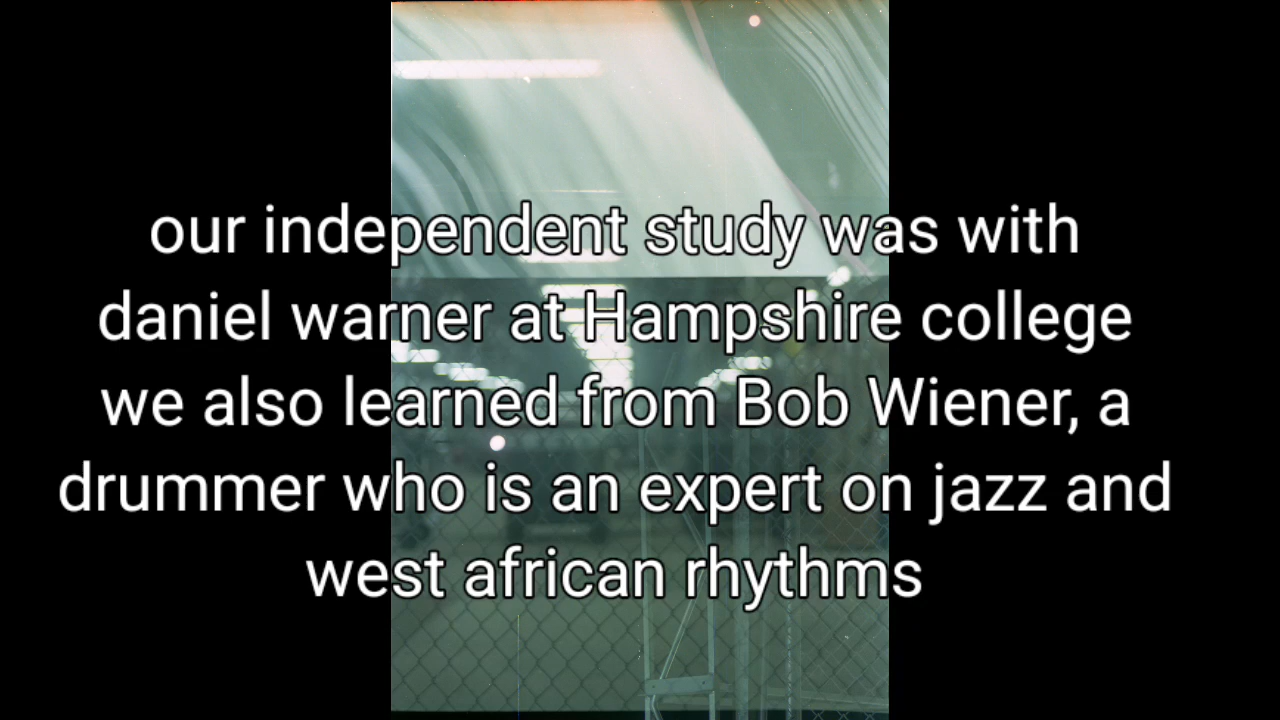 our independent study was with
daniel warner at Hampshire college
we also learned from Bob Wiener, a
drummer who is an expert on jazz and
west african rhythms